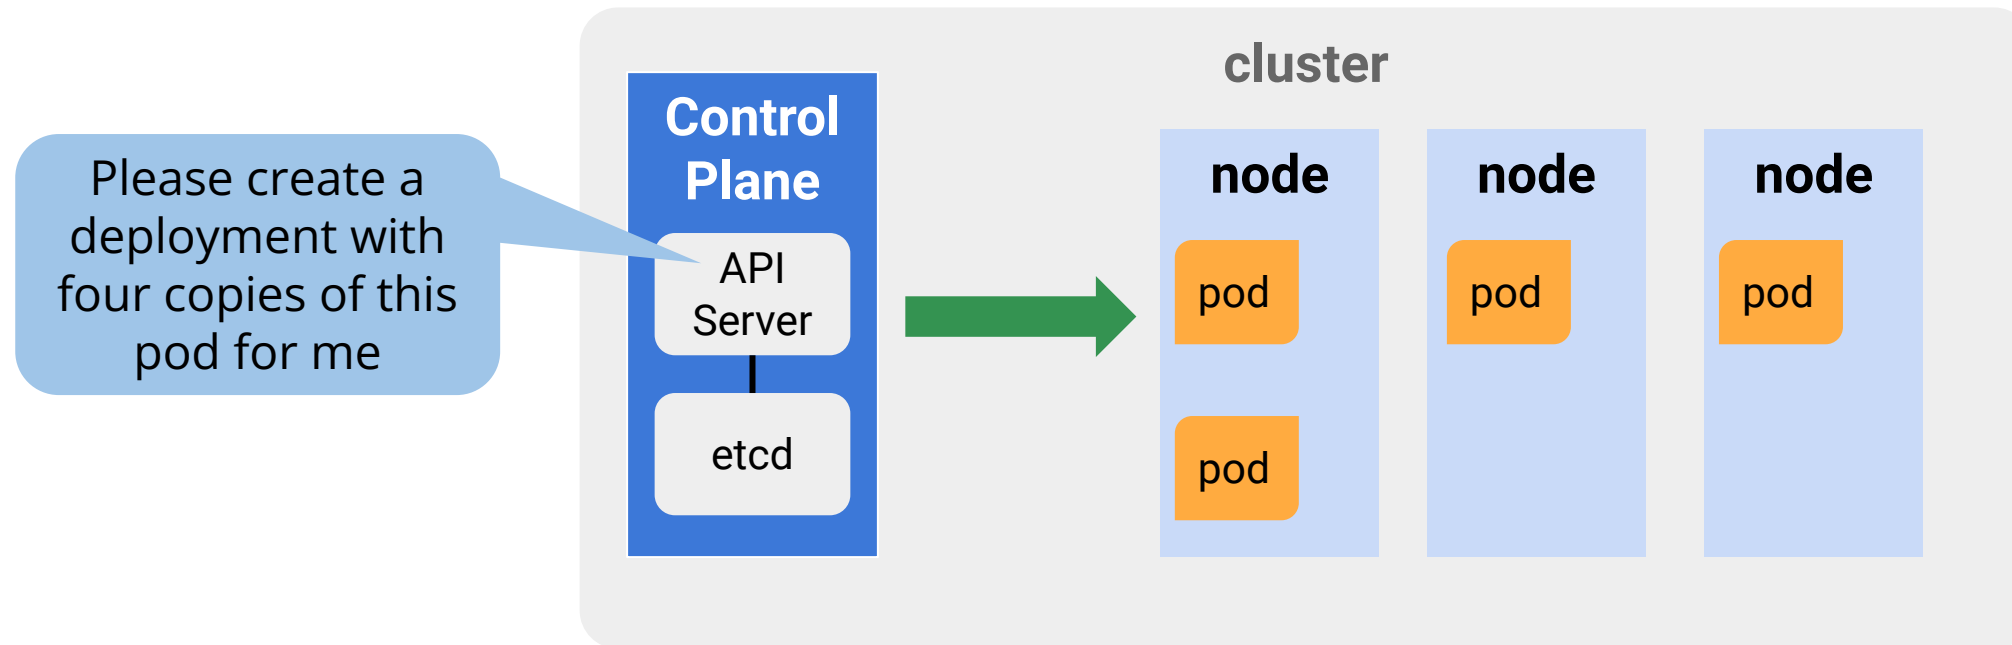 Please create a
deployment with
four copies of this
pod for me
cluster
Control
Plane
API
Server
etcd
node
pod
pod
node
pod
node
pod